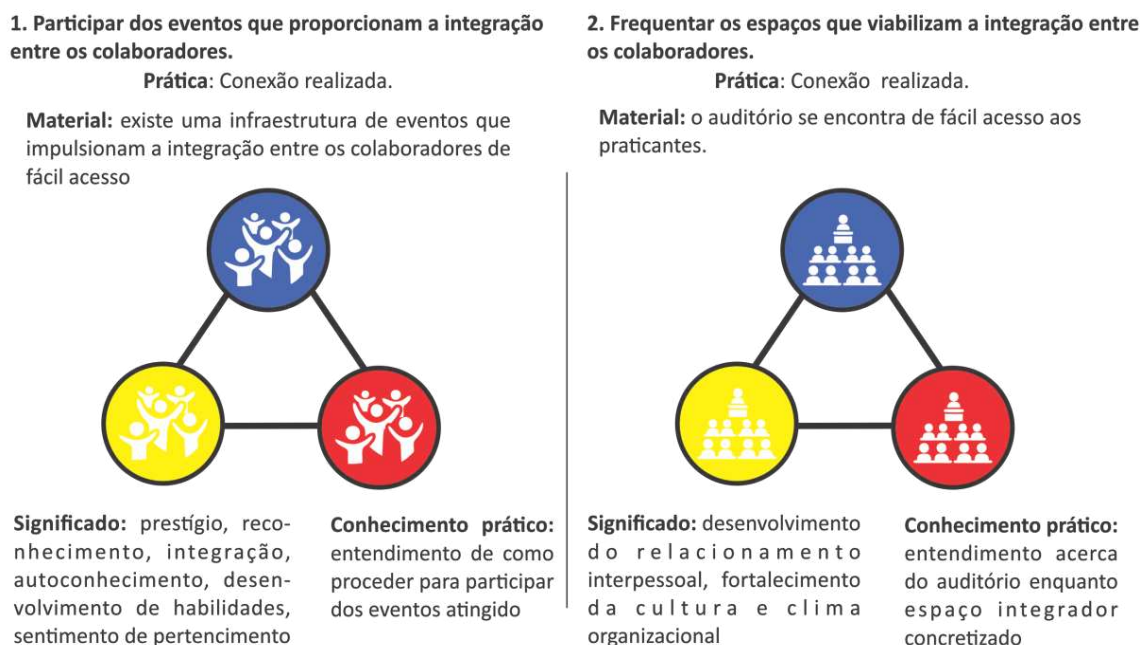 1. Participar dos eventos que proporcionam a integração
entre os colaboradores.
Prática: Conexão realizada.
Material: existe uma infraestrutura de eventos que
impulsionam a integração entre os colaboradores de
fácil acesso
Significado: prestígio, reco-
nhecimento, integração,
autoconhecimento, desen-
volvimento de habilidades,
sentimento de pertencimento
Conhecimento prático:
entendimento de como
proceder para participar
dos eventos atingido
2. Frequentar os espaços que viabilizam a integração entre
os colaboradores.
Prática: Conexão realizada.
Material: o auditório se encontra de fácil acesso aos
praticantes.
Significado: desenvolvimento
do relacionamento
interpessoal, fortalecimento
da cultura e clima
organizacional
Conhecimento prático:
entendimento acerca
do auditório enquanto
espaço integrador
concretizado